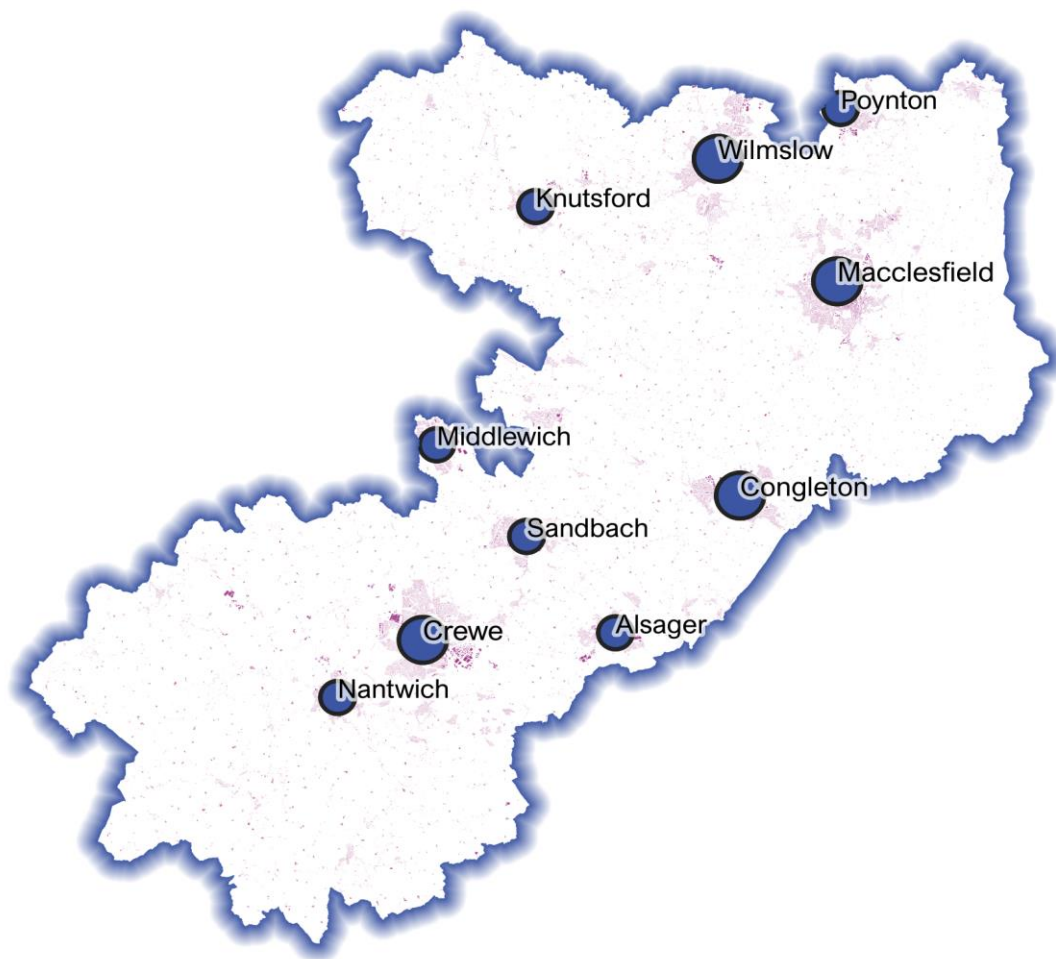 Poynton
Wilmslow
Knutsford
Macclesfield
Middlewich
Congleton
Sandbach
Alsager
Crewe
Nantwich